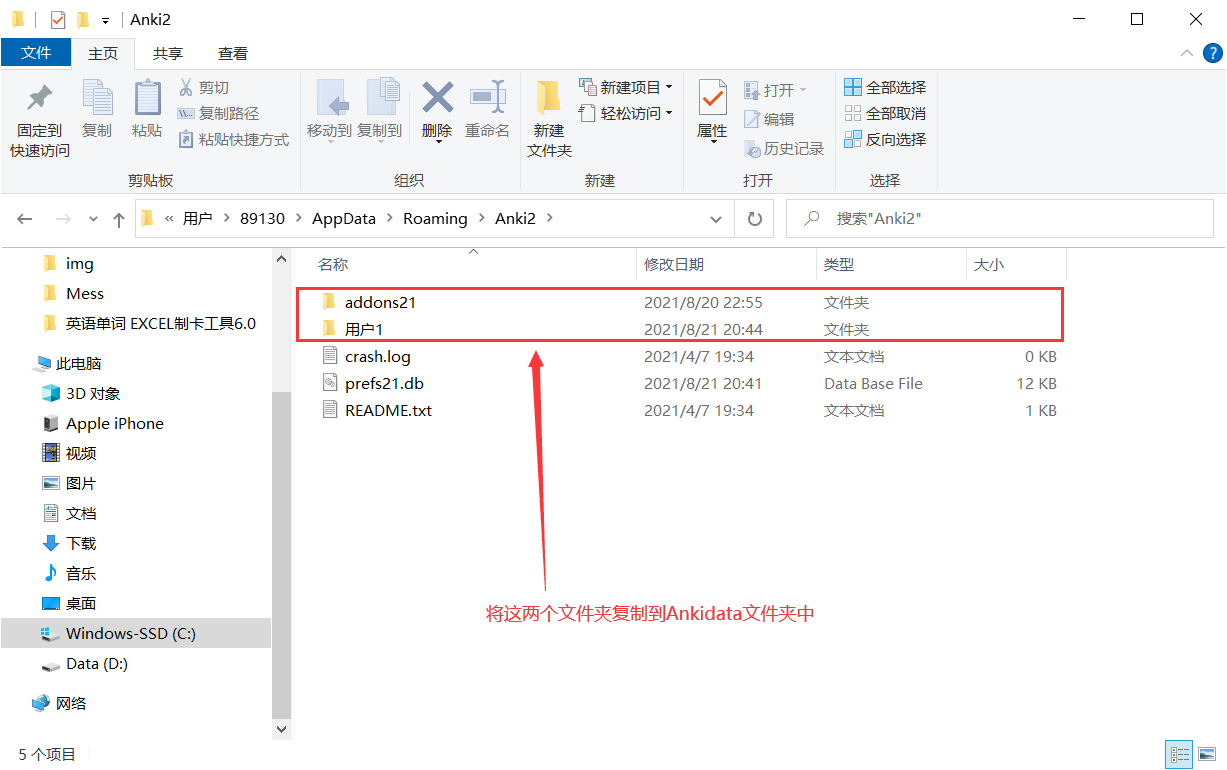 Anki2
文件 主页 共享 查看
固定到快速访问 复制 粘贴 剪切 复制路径 粘贴快捷方式 移动到 复制到 删除 重命名 新建文件夹 新建项目 轻松访问 属性 打开 编辑 历史记录 全部选择 全部取消 反向选择
剪贴板 组织 新建 打开 选择
« 用户 > 89130 > AppData > Roaming > Anki2 > 搜索"Anki2"
img
Mess
英语单词 EXCEL制卡工具6.0
此电脑
3D 对象
Apple iPhone
视频
图片
文档
下载
音乐
桌面
Windows-SSD (C:)
Data (D:)
网络
名称 修改日期 类型 大小
addons21 2021/8/20 22:55 文件夹
用户1 2021/8/21 20:44 文件夹
crash.log 2021/4/7 19:34 文本文档 0 KB
prefs21.db 2021/8/21 20:41 Data Base File 12 KB
README.txt 2021/4/7 19:34 文本文档 1 KB
将这两个文件夹复制到Ankidata文件夹中
5 个项目